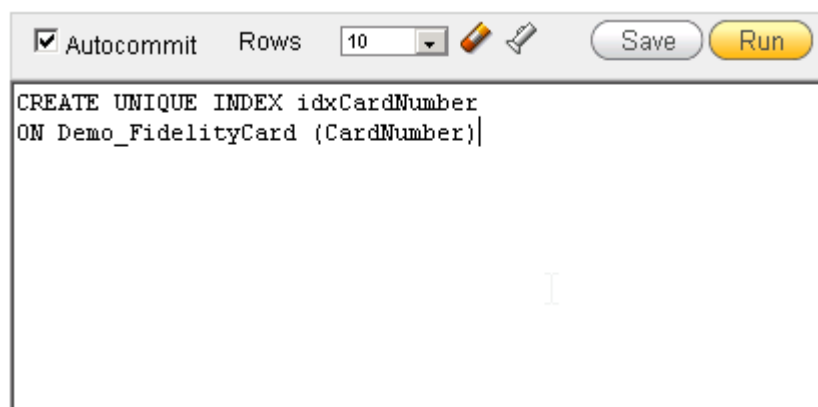 Autocommit Rows 10 Save Run
CREATE UNIQUE INDEX idxCardNumber
ON Demo_FidelityCard (CardNumber)